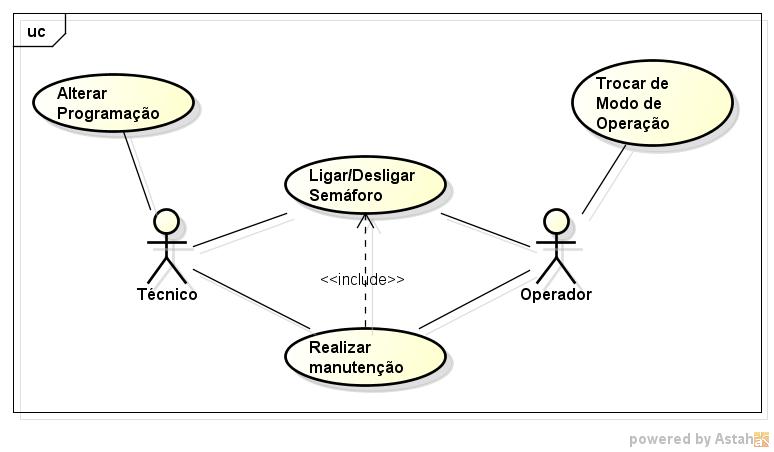 uc
Alterar
Programação
Trocar de
Modo de
Operação
Ligar/Desligar
Semáforo
<<include>>
Técnico
Operador
Realizar
manutenção
powered by Astah